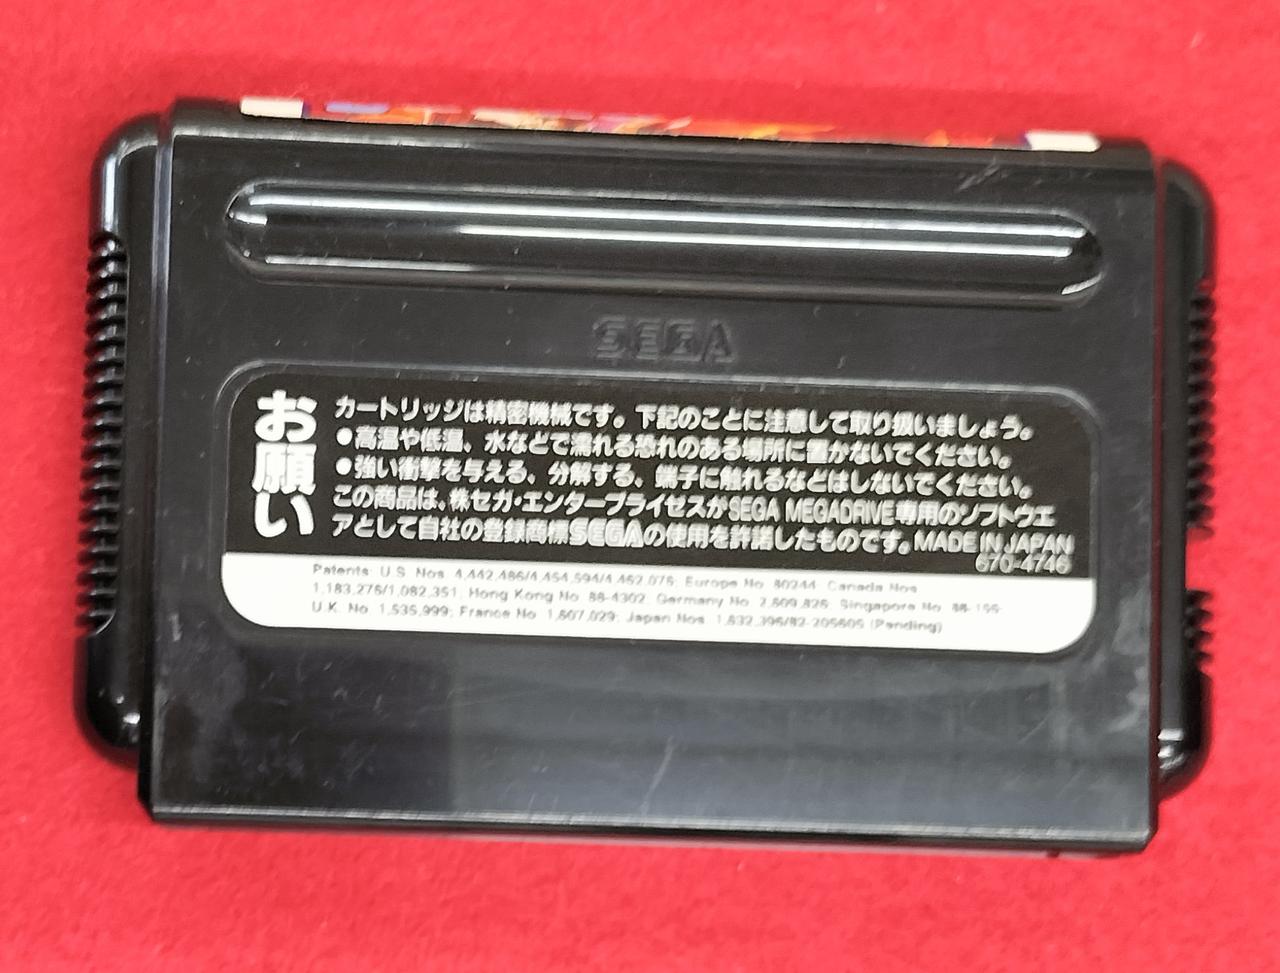 SEGA
お願い
カートリッジは精密機械です。下記のことに注意して取り扱いましょう。
●高温や低温、水などで濡れる恐れのある場所に置かないでください。
●強い衝撃を与える、分解する、端子に触れるなどはしないでください。
この商品は、株セガ・エンタープライゼスがSEGA MEGADRIVE専用のソフトウエ
アとして自社の登録商標SEGAの使用を許諾したものです。MADE IN JAPAN
670-4746
Patents: U.S. Nos. 4,442,486/4,454,594/4,462,076; Europe No. 80244; Canada Nos.
1,183,276/1,082,351; Hong Kong No. 88-4302; Germany No. 2,609,826; Singapore No. 88-155;
U.K. No. 1,535,999; France No. 1,607,029; Japan Nos. 1,632,396/82-205605 (Pending)